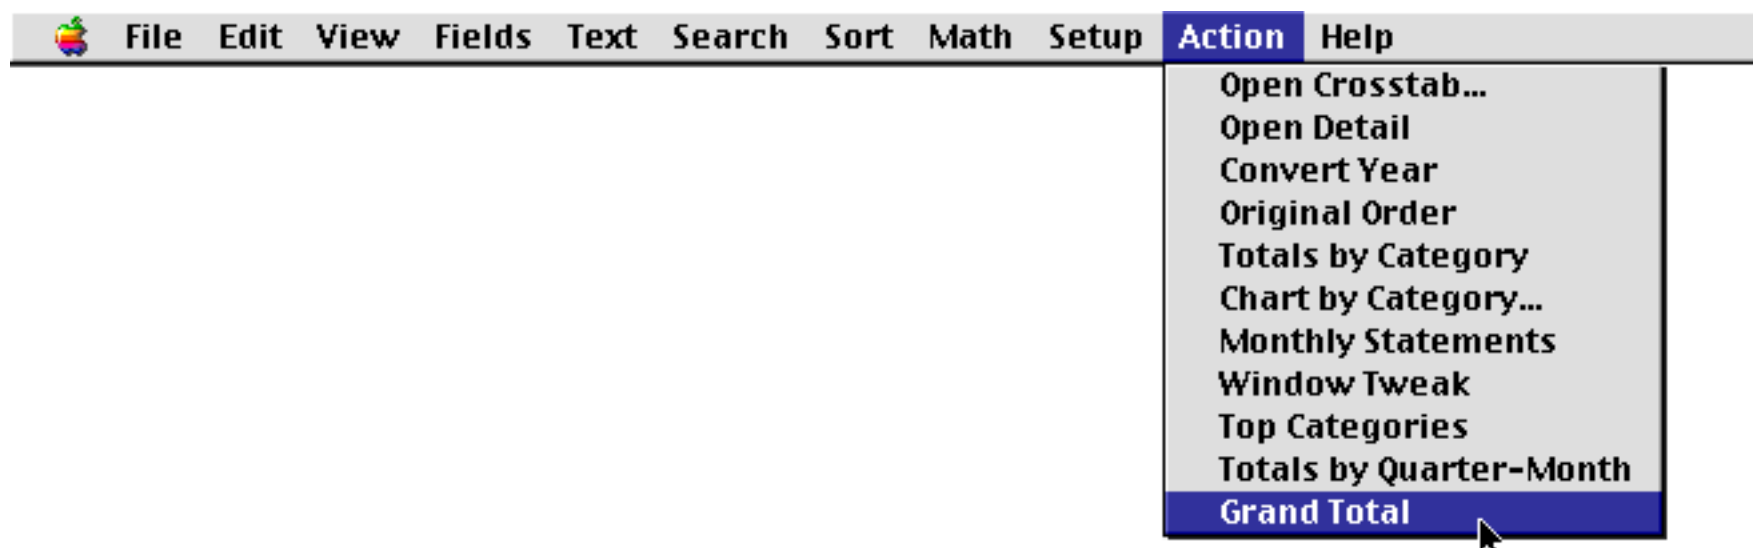 File Edit View Fields Text Search Sort Math Setup Action Help
Open Crosstab...
Open Detail
Convert Year
Original Order
Totals by Category
Chart by Category...
Monthly Statements
Window Tweak
Top Categories
Totals by Quarter-Month
Grand Total